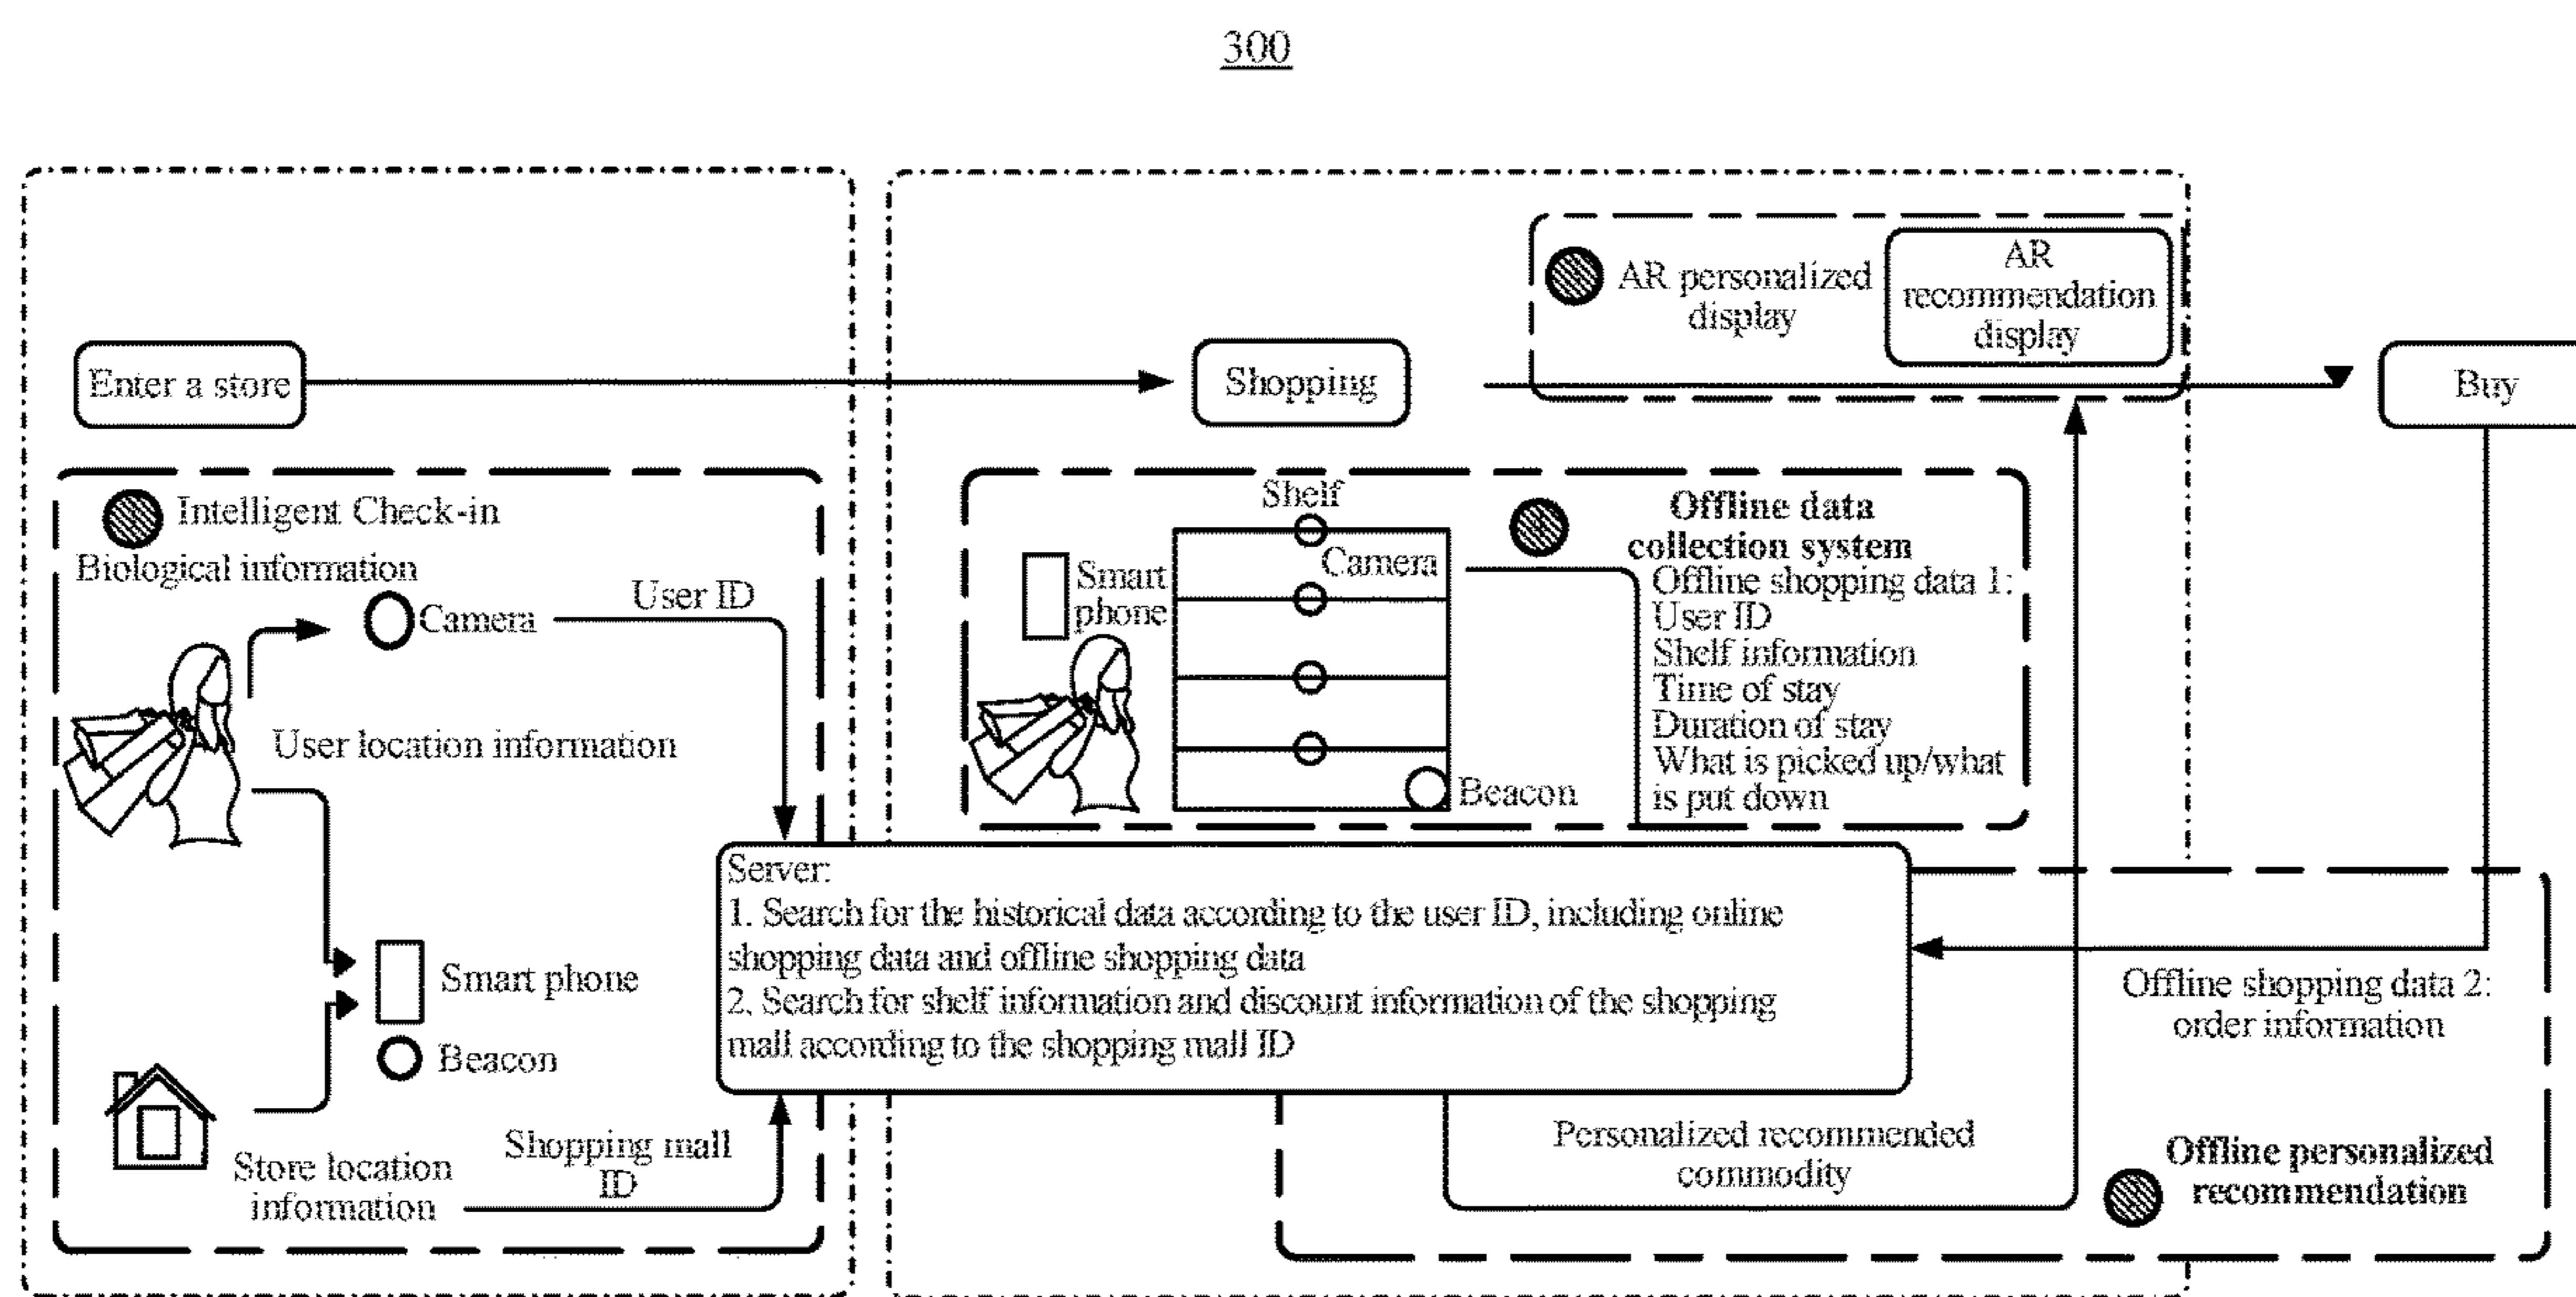 300
AR personalized
display
AR
recommendation
display
Enter a store
Shopping
Buy
Intelligent Check-in
Biological information
Camera
User ID
User location information
Smart phone
Beacon
Store location
information
Shopping mall
ID
Shelf
Camera
Smart
phone
Beacon
Offline data
collection system
Offline shopping data 1:
User ID
Shelf information
Time of stay
Duration of stay
What is picked up/what
is put down
Server:
1. Search for the historical data according to the user ID, including online
shopping data and offline shopping data
2. Search for shelf information and discount information of the shopping
mall according to the shopping mall ID
Offline shopping data 2:
order information
Personalized recommended
commodity
Offline personalized
recommendation